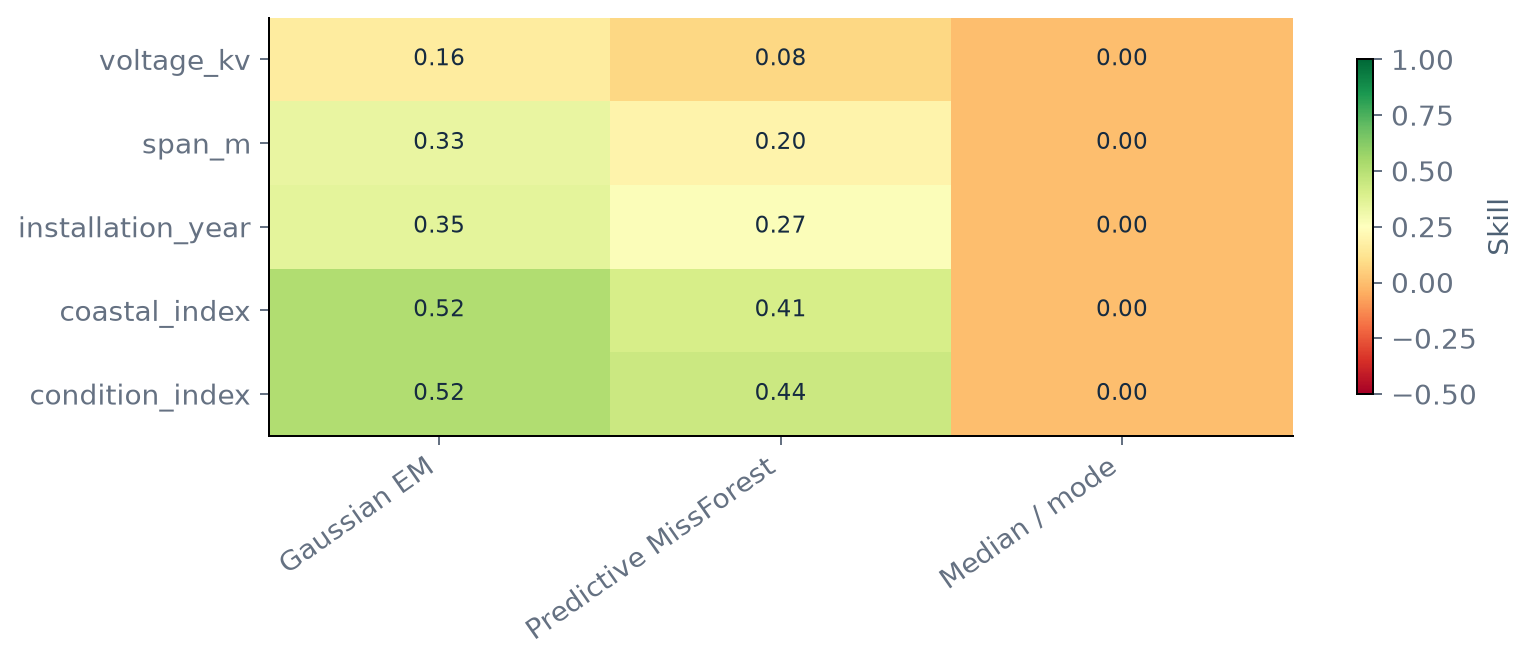 voltage_kv 0.16 0.08 0.00
span_m 0.33 0.20 0.00
installation_year 0.35 0.27 0.00
coastal_index 0.52 0.41 0.00
condition_index 0.52 0.44 0.00
Gaussian EM
Predictive MissForest
Median / mode
1.00
0.75
0.50
0.25
0.00
−0.25
−0.50
Skill